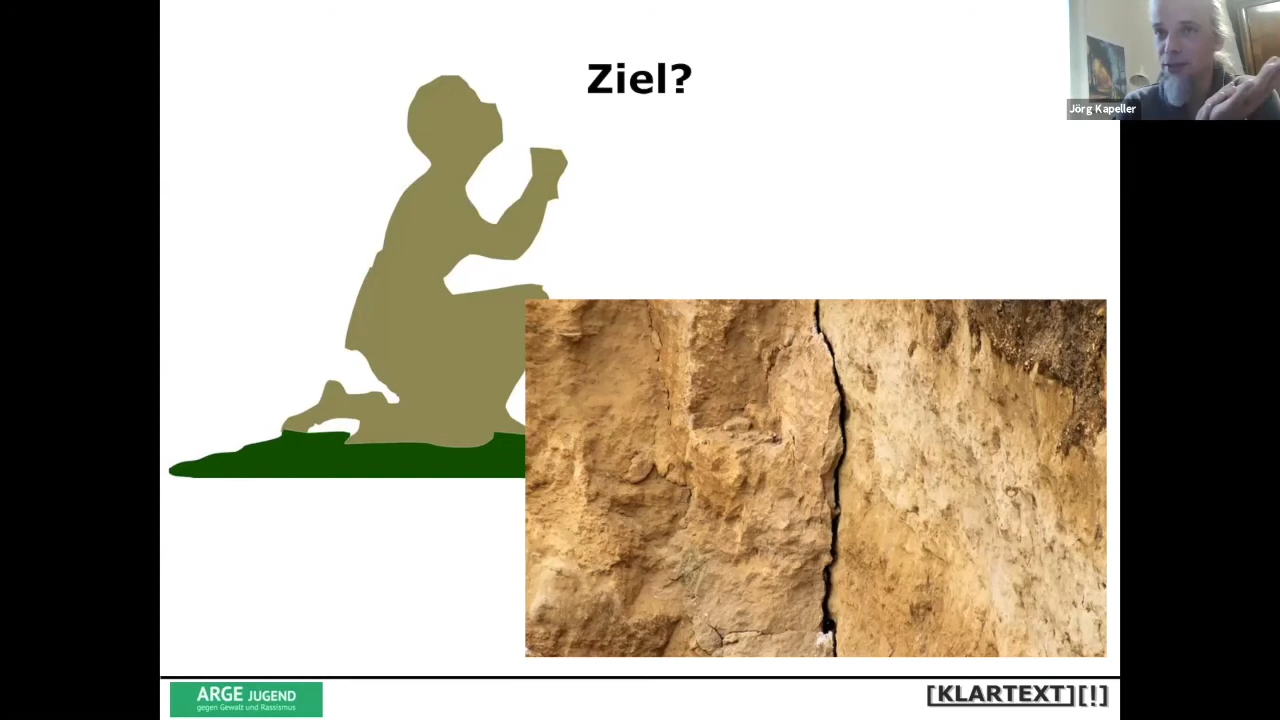 Ziel?
Jörg Kapeller
ARGE JUGEND
gegen Gewalt und Rassismus
[KLARTEXT][!]